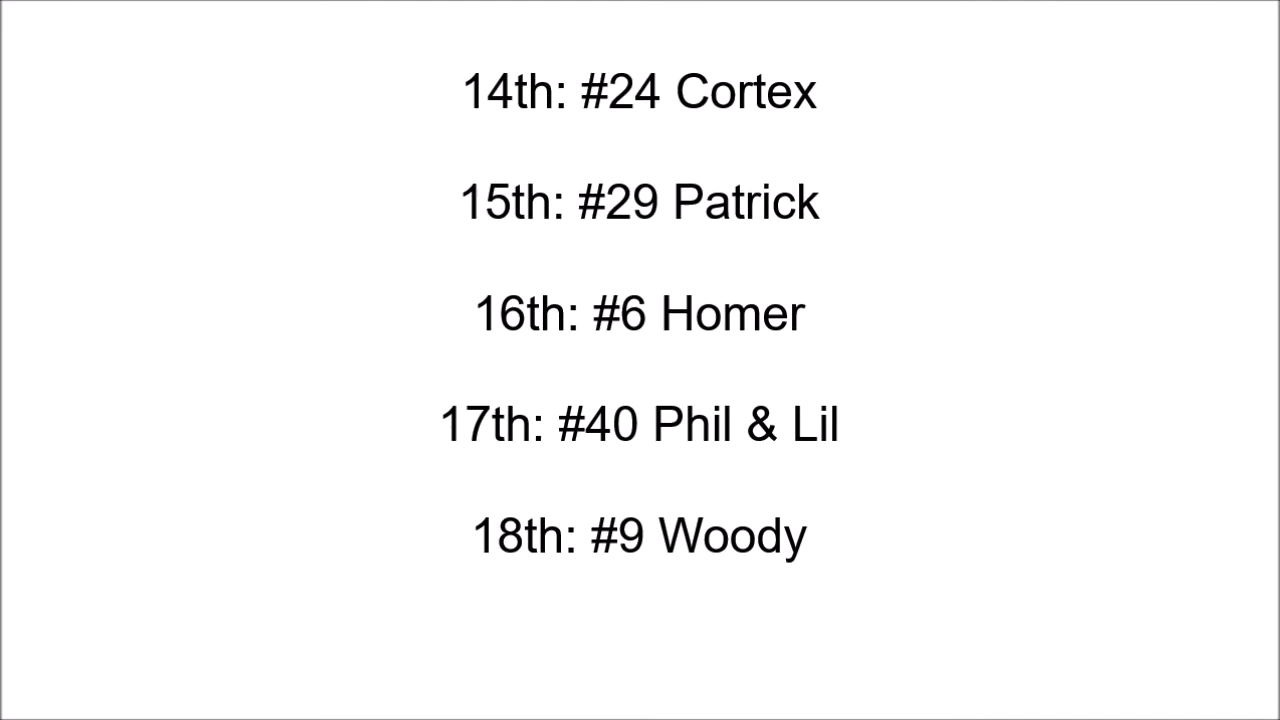 14th: #24 Cortex
15th: #29 Patrick
16th: #6 Homer
17th: #40 Phil & Lil
18th: #9 Woody